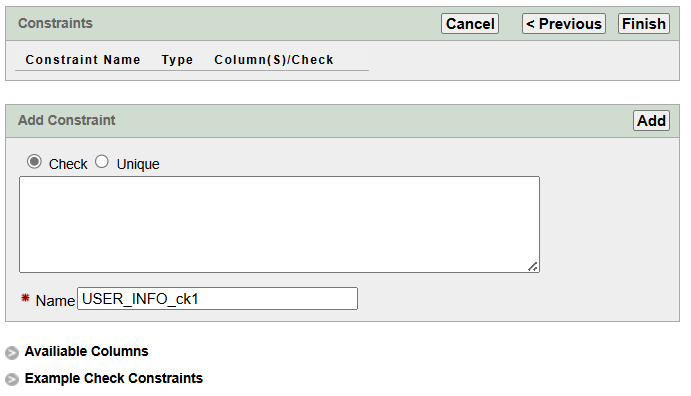 Constraints Cancel < Previous Finish
Constraint Name Type Column(S)/Check
Add Constraint Add
Check Unique
* Name USER_INFO_ck1
Availiable Columns
Example Check Constraints